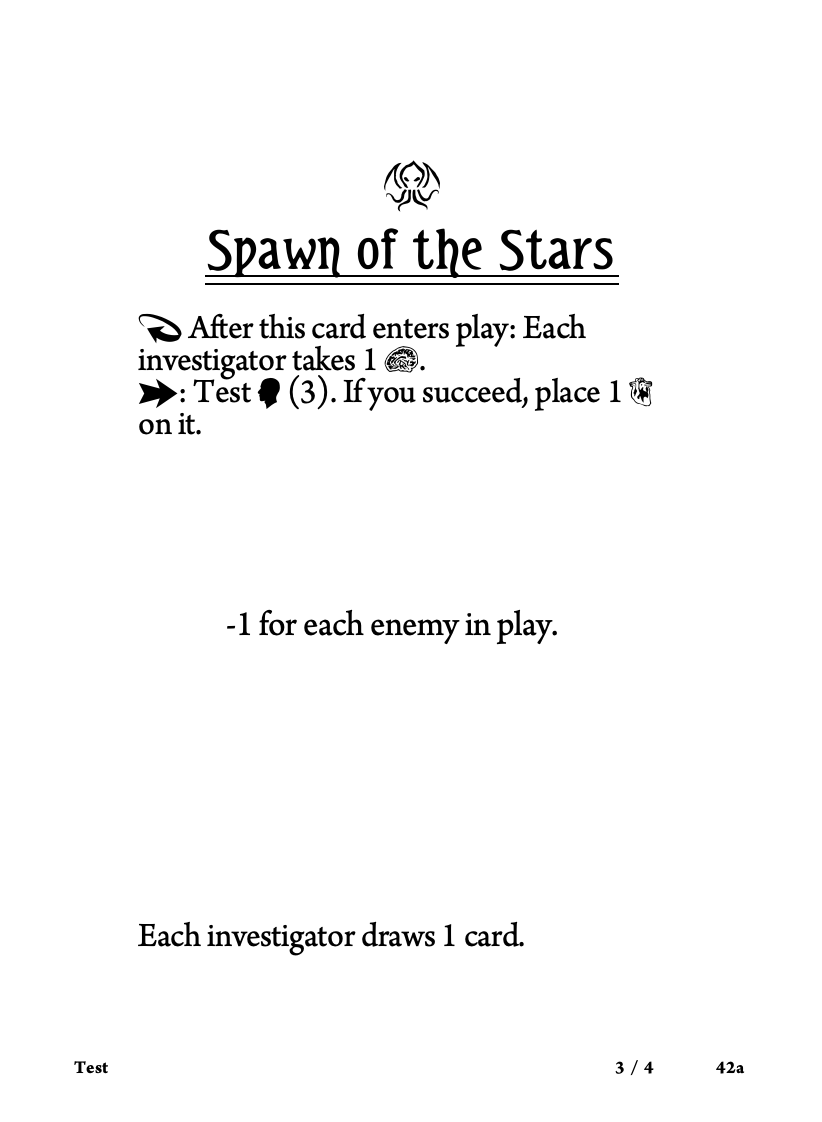 Spawn of the Stars
After this card enters play: Each
investigator takes 1 .
: Test (3). If you succeed, place 1
on it.
-1 for each enemy in play.
Each investigator draws 1 card.
Test 3 / 4 42a